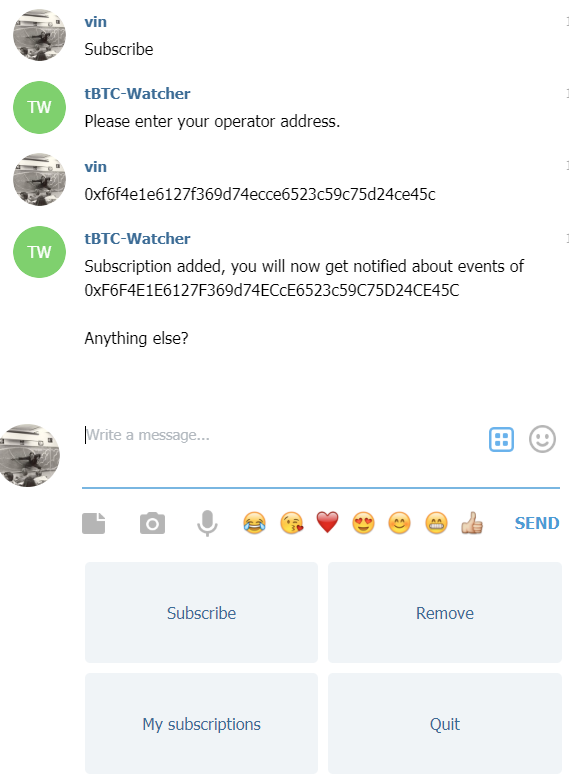 vin
Subscribe
TW
tBTC-Watcher
Please enter your operator address.
vin
0xf6f4e1e6127f369d74ecce6523c59c75d24ce45c
TW
tBTC-Watcher
Subscription added, you will now get notified about events of
0xF6F4E1E6127F369d74ECcE6523c59C75D24CE45C
Anything else?
Write a message...
SEND
Subscribe
Remove
My subscriptions
Quit